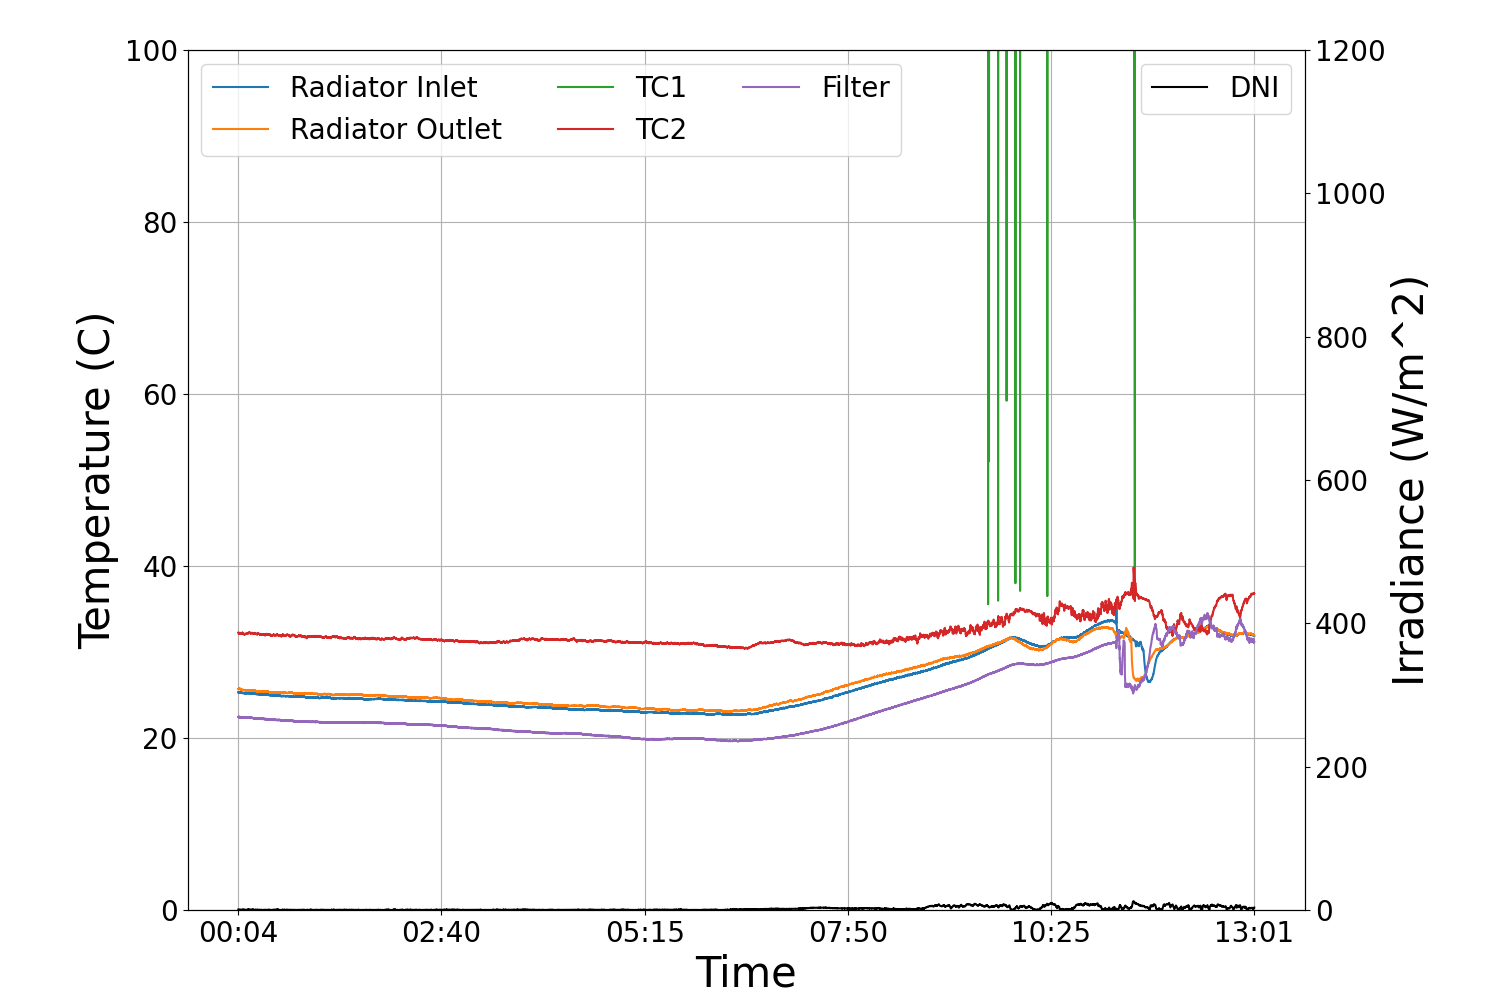 100
80
60
40
20
0
Temperature (C)
Radiator Inlet
Radiator Outlet
TC1
TC2
Filter
DNI
1200
1000
800
600
400
200
0
Irradiance (W/m^2)
00:04
02:40
05:15
07:50
10:25
13:01
Time